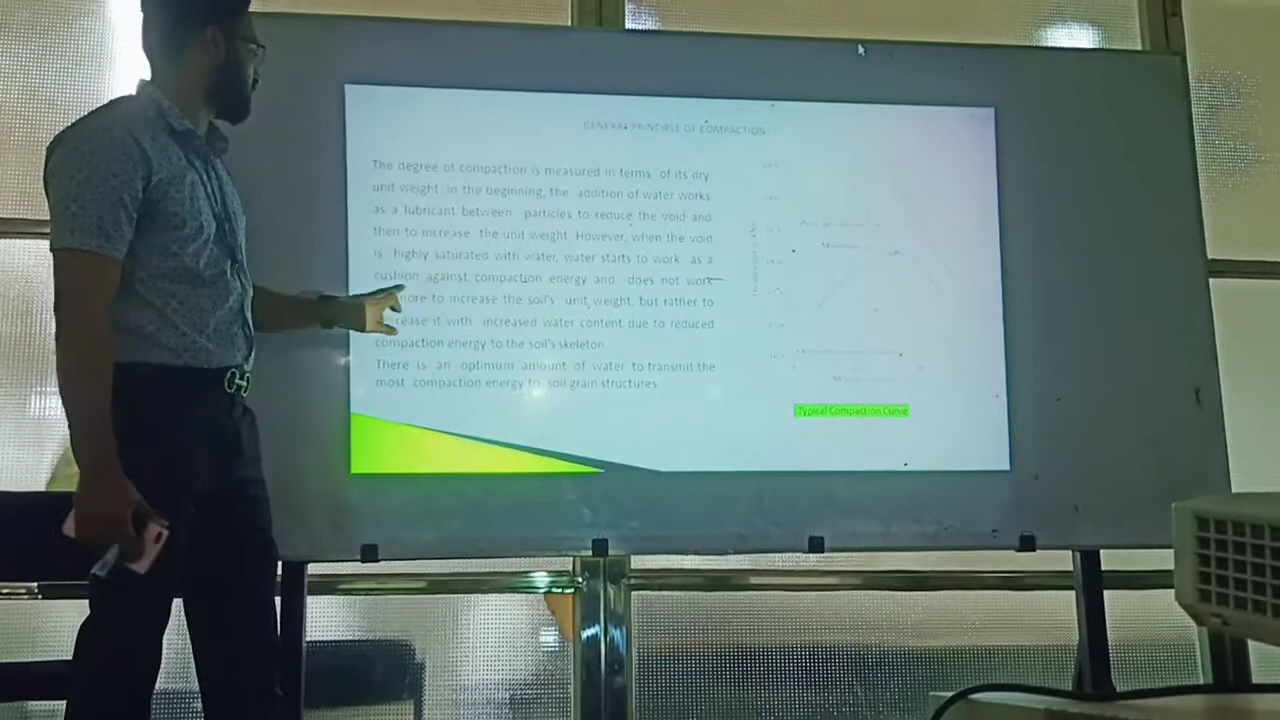 GENERAL PRINCIPLE OF COMPACTION
The degree of compaction is measured in terms of its dry
unit weight. In the beginning, the addition of water works
as a lubricant between particles to reduce the void and
then to increase the unit weight. However, when the void
is highly saturated with water, water starts to work as a
cushion against compaction energy and does not work
more to increase the soil's unit weight, but rather to
it with increased water content due to reduced
compaction energy to the soil's skeleton.
There is an optimum amount of water to transmit the
most compaction energy to soil grain structures
Typical Compaction Curve